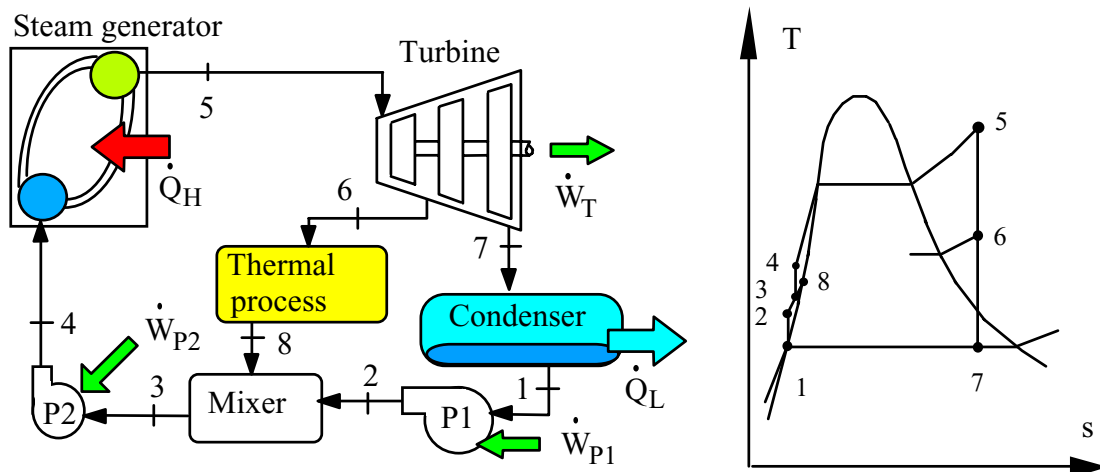 Steam generator
Turbine
5
Q̇H
ẆT
6
7
Thermal
process
Condenser
4
ẆP2
8
3
2
1
Q̇L
P2
Mixer
P1
ẆP1
T
5
6
4
8
3
2
1
7
s